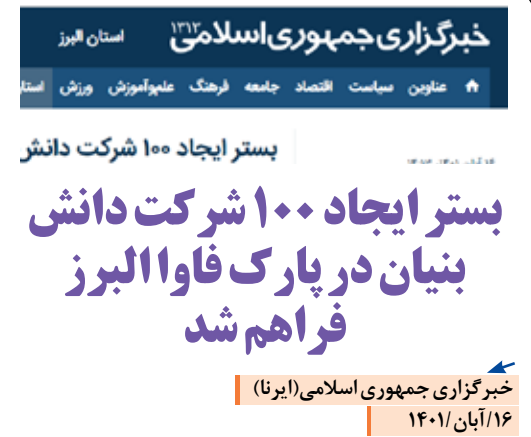 خبرگزاری جمهوری اسلامی ۱۳۱۳ استان البرز
عناوین سیاست اقتصاد جامعه فرهنگ علم‌وآموزش ورزش استان
بستر ایجاد ۱۰۰ شرکت دانش
بستر ایجاد ۱۰۰ شرکت دانش
بنیان در پارک فاوا البرز
فراهم شد
خبرگزاری جمهوری اسلامی(ایرنا)
۱۶/آبان/۱۴۰۱